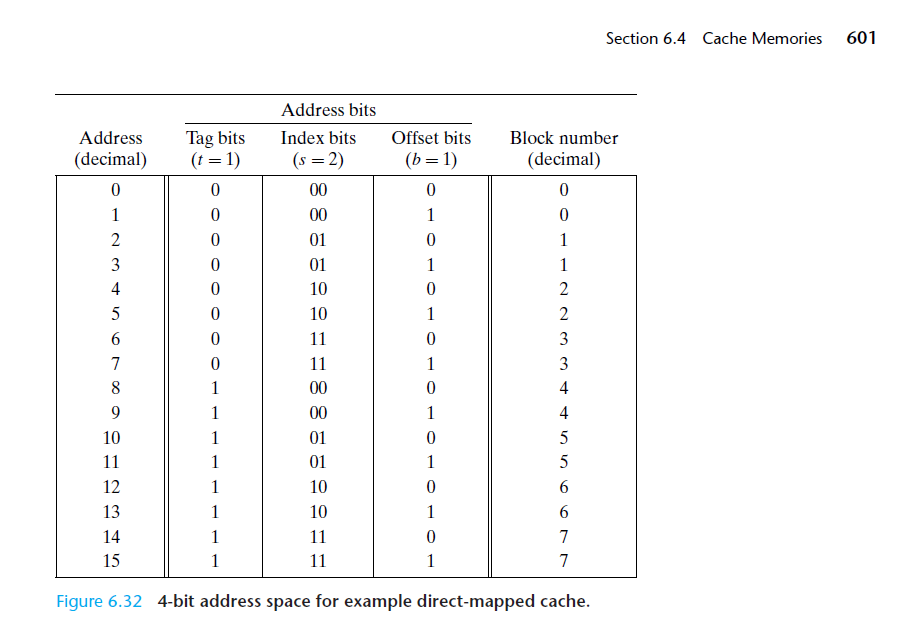 Section 6.4 Cache Memories 601
Address bits
Address Tag bits Index bits Offset bits Block number
(decimal) (t = 1) (s = 2) (b = 1) (decimal)
0 0 00 0 0
1 0 00 1 0
2 0 01 0 1
3 0 01 1 1
4 0 10 0 2
5 0 10 1 2
6 0 11 0 3
7 0 11 1 3
8 1 00 0 4
9 1 00 1 4
10 1 01 0 5
11 1 01 1 5
12 1 10 0 6
13 1 10 1 6
14 1 11 0 7
15 1 11 1 7
Figure 6.32 4-bit address space for example direct-mapped cache.